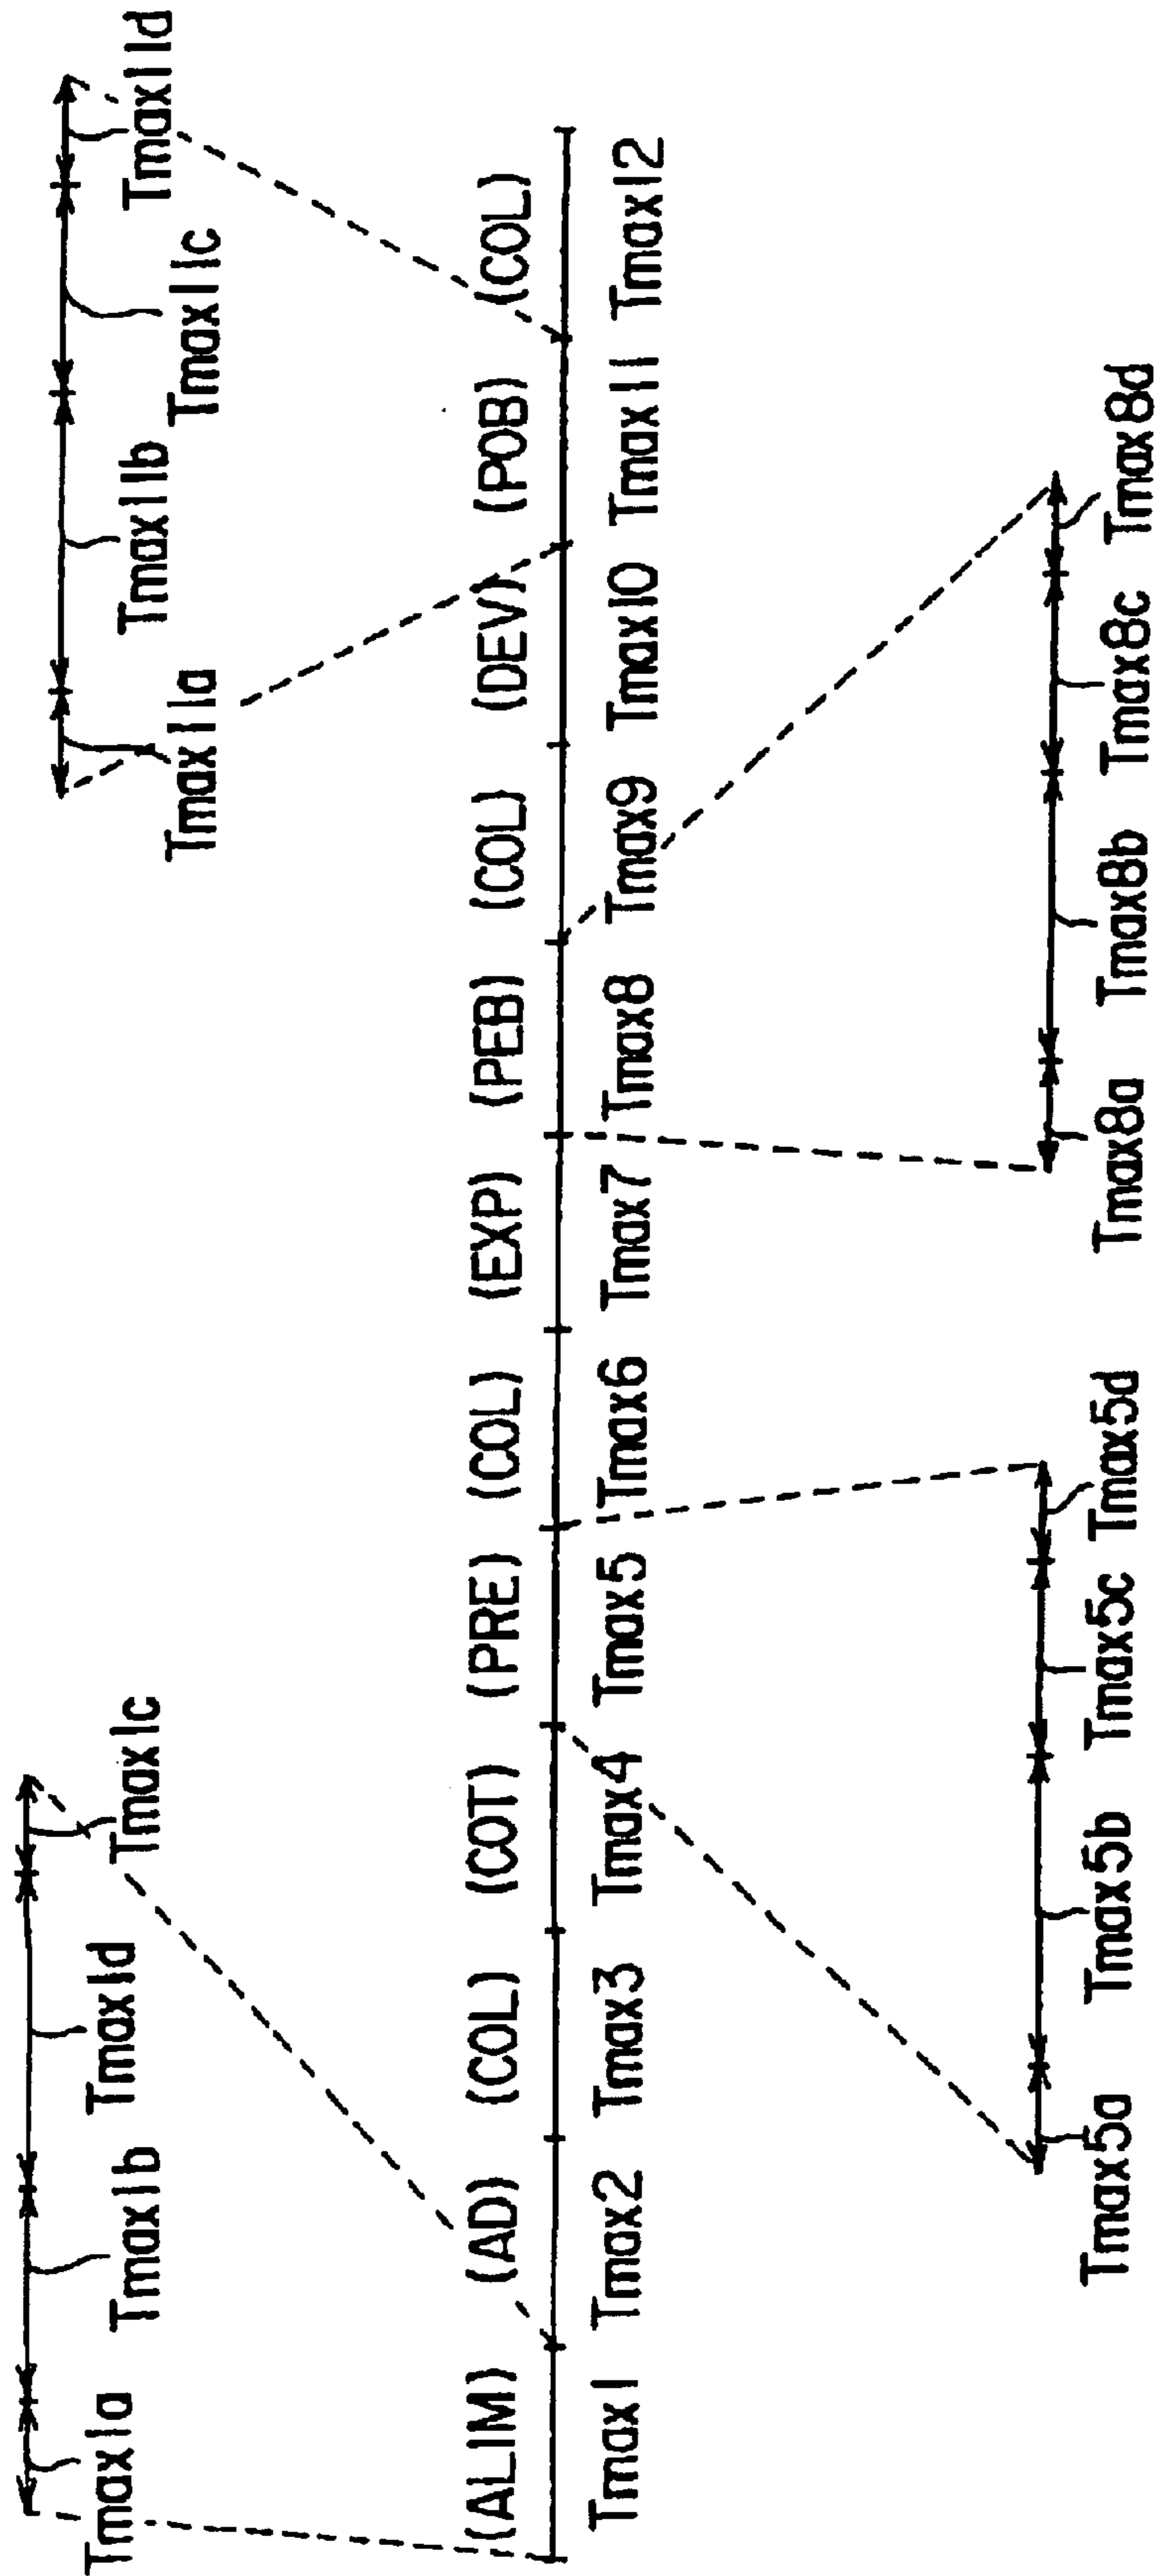 Tmax1a Tmax1b Tmax1d Tmax1c
Tmax11a Tmax11b Tmax11c Tmax11d
(ALIM) (AD) (COL) (COT) (PRE) (COL) (EXP) (PEB) (COL) (DEV) (POB) (COL)
Tmax1 Tmax2 Tmax3 Tmax4 Tmax5 Tmax6 Tmax7 Tmax8 Tmax9 Tmax10 Tmax11 Tmax12
Tmax5a Tmax5b Tmax5c Tmax5d
Tmax8a Tmax8b Tmax8c Tmax8d